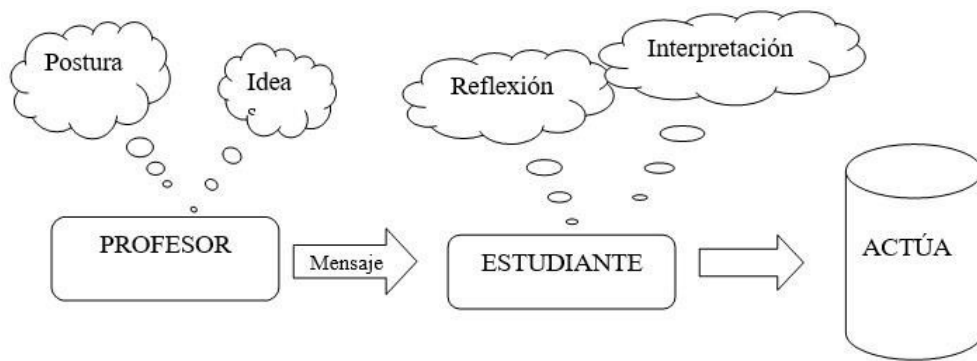 Postura
Idea
Reflexión
Interpretación
PROFESOR
Mensaje
ESTUDIANTE
ACTÚA